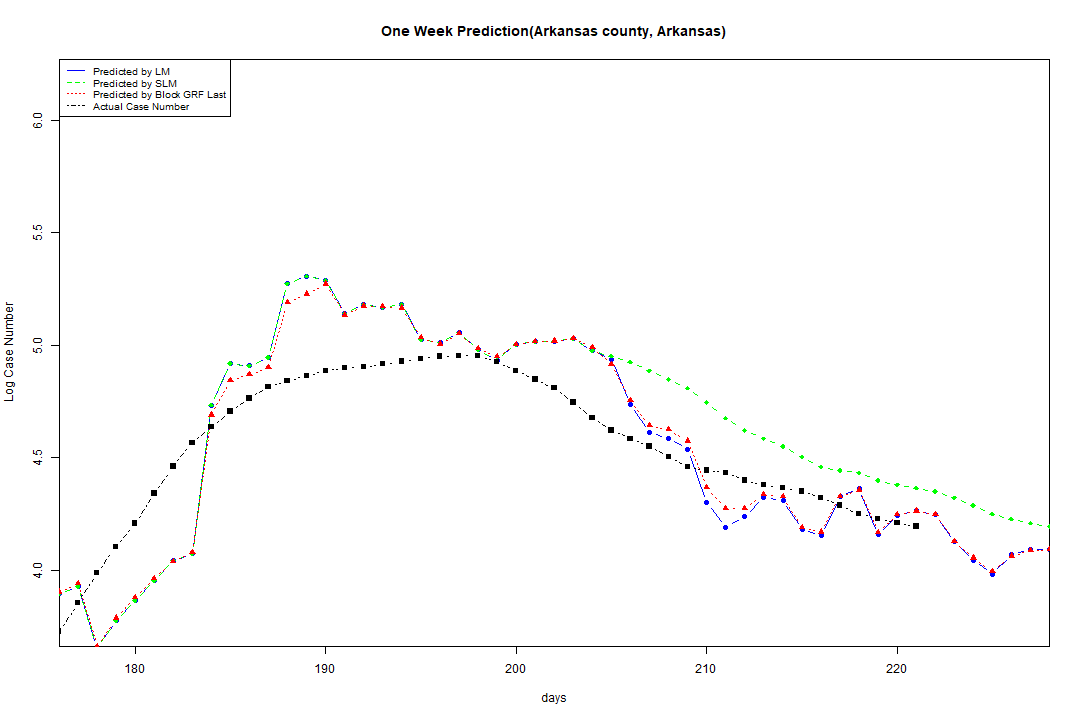 One Week Prediction(Arkansas county, Arkansas)
Predicted by LM
Predicted by SLM
Predicted by Block GRF Last
Actual Case Number
6.0
5.5
5.0
4.5
4.0
Log Case Number
180 190 200 210 220
days